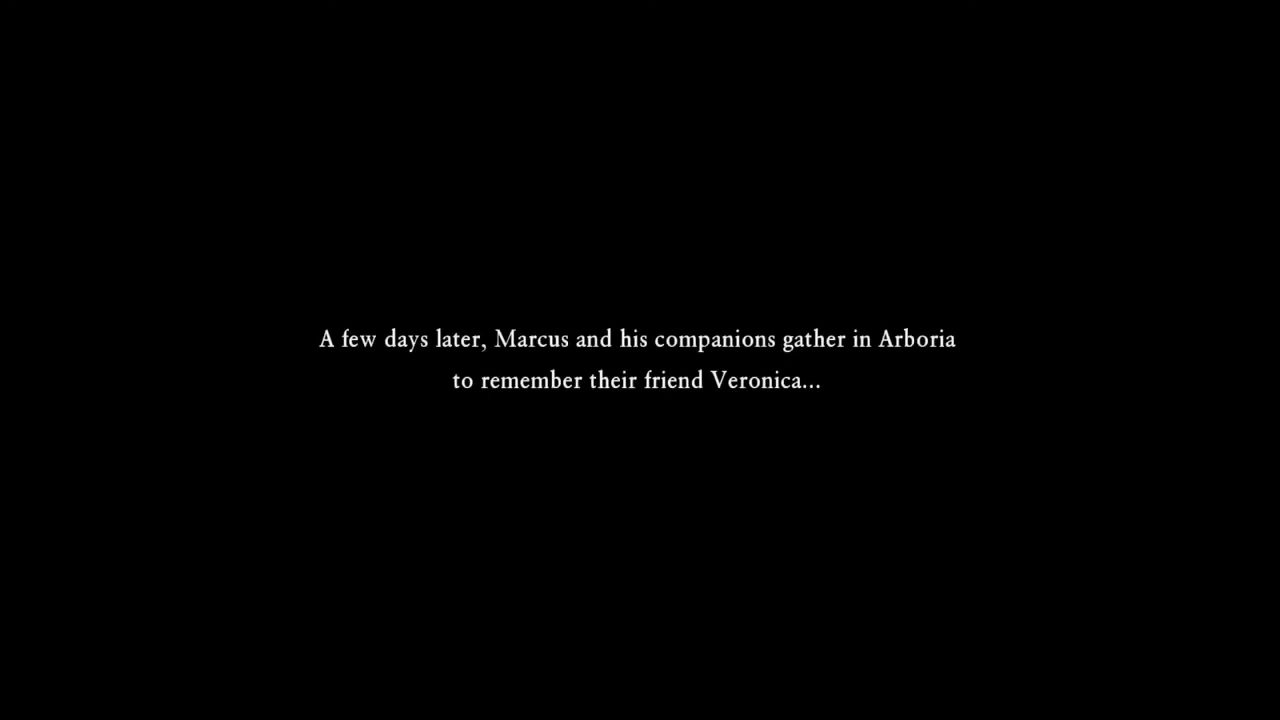 A few days later, Marcus and his companions gather in Arboria
to remember their friend Veronica...